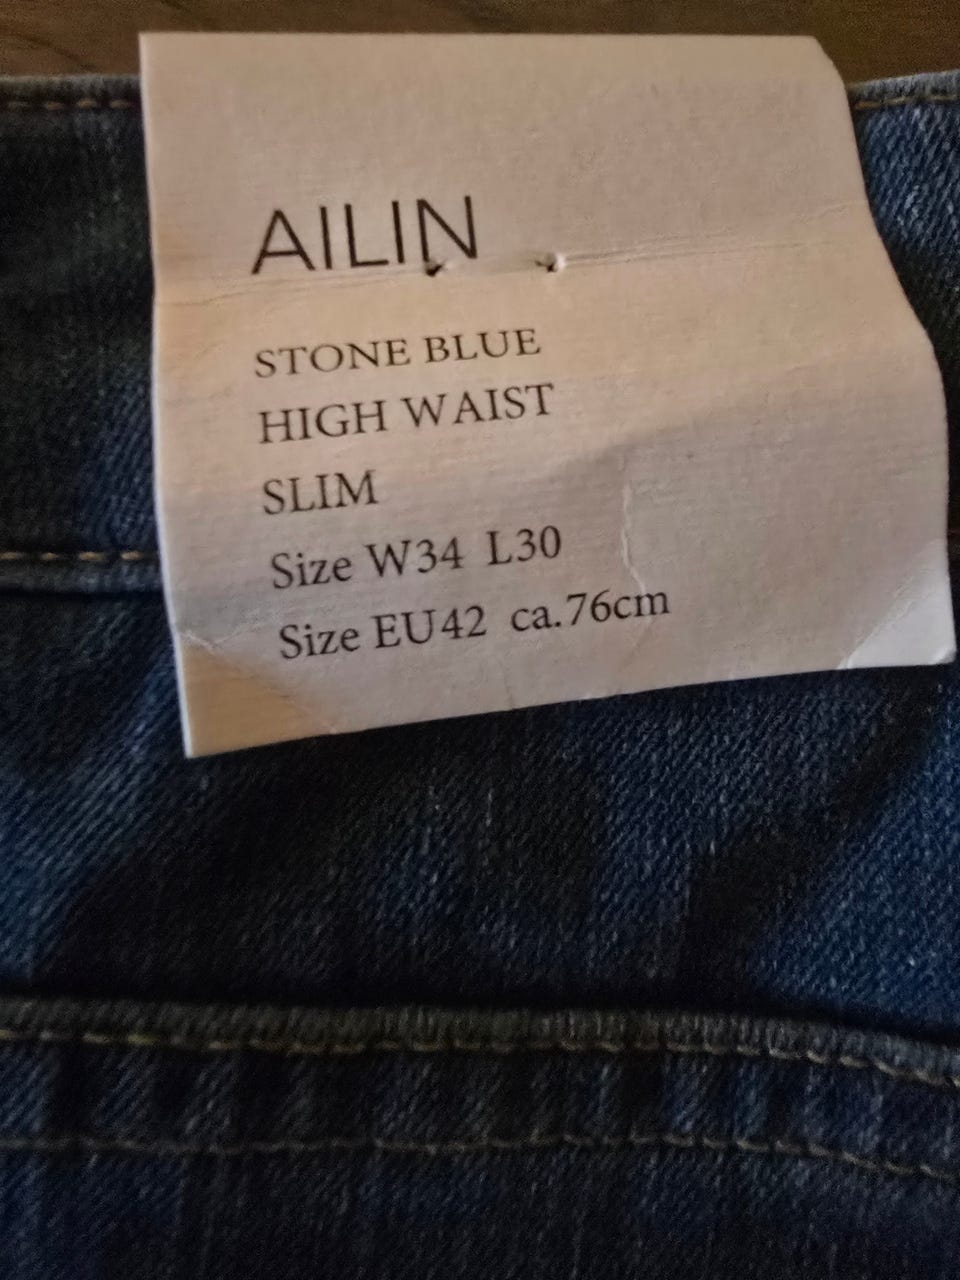 AILIN
STONE BLUE
HIGH WAIST
SLIM
Size W34 L30
Size EU42 ca.76cm